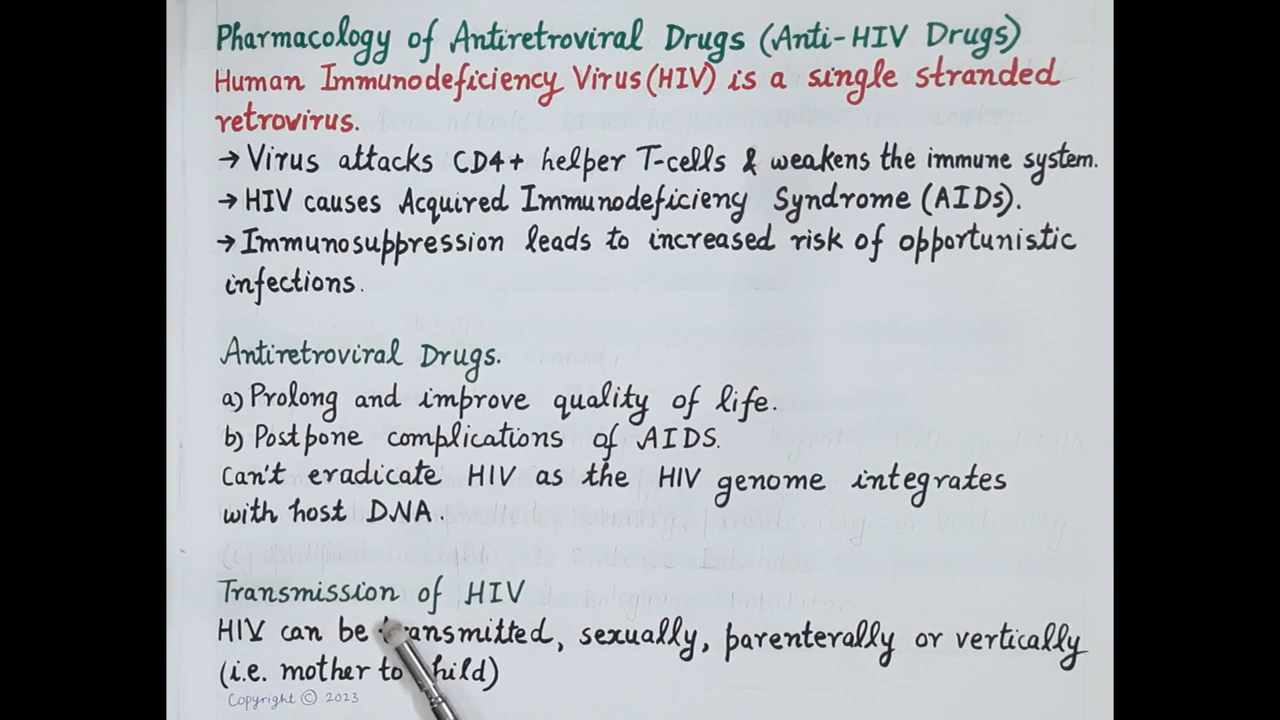 Pharmacology of Antiretroviral Drugs (Anti-HIV Drugs)
Human Immunodeficiency Virus (HIV) is a single stranded
retrovirus.
→ Virus attacks CD4+ helper T-cells & weakens the immune system.
→ HIV causes Acquired Immunodeficieny Syndrome (AIDs).
→ Immunosuppression leads to increased risk of opportunistic
infections.
Antiretroviral Drugs.
a) Prolong and improve quality of life.
b) Postpone complications of AIDS.
Can't eradicate HIV as the HIV genome integrates
with host DNA.
Transmission of HIV
HIV can be transmitted, sexually, parenterally or vertically
(i.e. mother to child)
Copyright © 2023